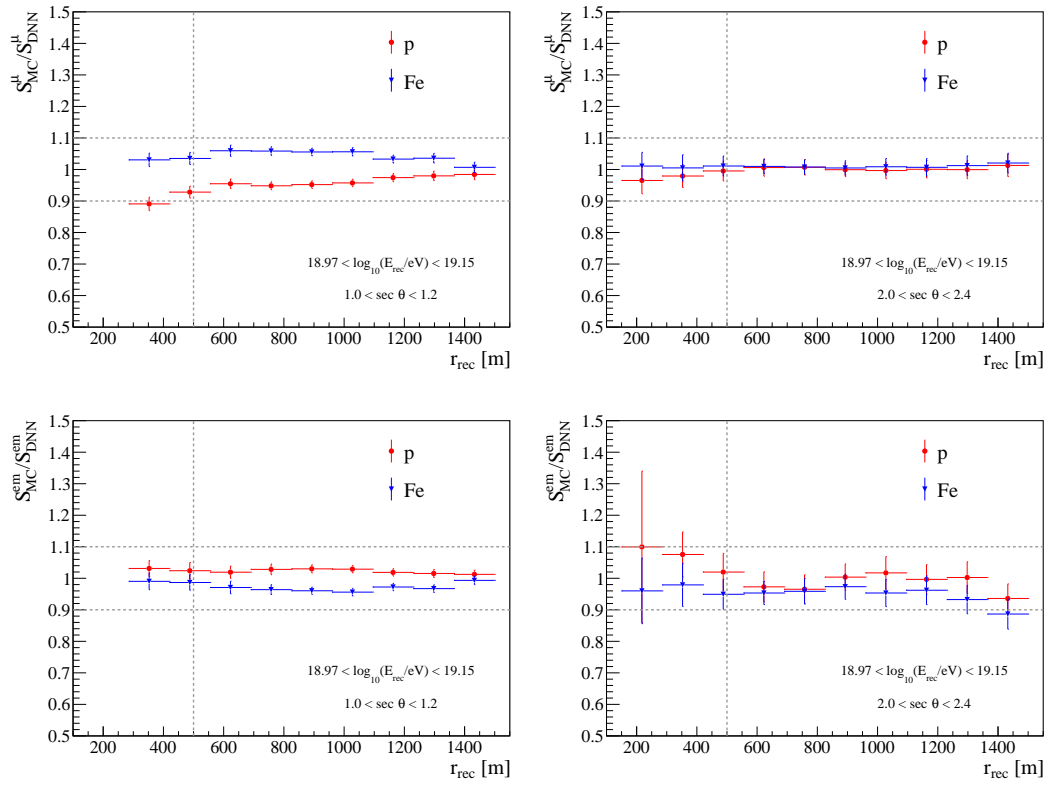 S^μ_MC/S^μ_DNN
1.5
1.4
1.3
1.2
1.1
1
0.9
0.8
0.7
0.6
0.5
p
Fe
18.97 < log₁₀(E_rec/eV) < 19.15
1.0 < sec θ < 1.2
200 400 600 800 1000 1200 1400
r_rec [m]
S^μ_MC/S^μ_DNN
1.5
1.4
1.3
1.2
1.1
1
0.9
0.8
0.7
0.6
0.5
p
Fe
18.97 < log₁₀(E_rec/eV) < 19.15
2.0 < sec θ < 2.4
200 400 600 800 1000 1200 1400
r_rec [m]
S^em_MC/S^em_DNN
1.5
1.4
1.3
1.2
1.1
1
0.9
0.8
0.7
0.6
0.5
p
Fe
18.97 < log₁₀(E_rec/eV) < 19.15
1.0 < sec θ < 1.2
200 400 600 800 1000 1200 1400
r_rec [m]
S^em_MC/S^em_DNN
1.5
1.4
1.3
1.2
1.1
1
0.9
0.8
0.7
0.6
0.5
p
Fe
18.97 < log₁₀(E_rec/eV) < 19.15
2.0 < sec θ < 2.4
200 400 600 800 1000 1200 1400
r_rec [m]